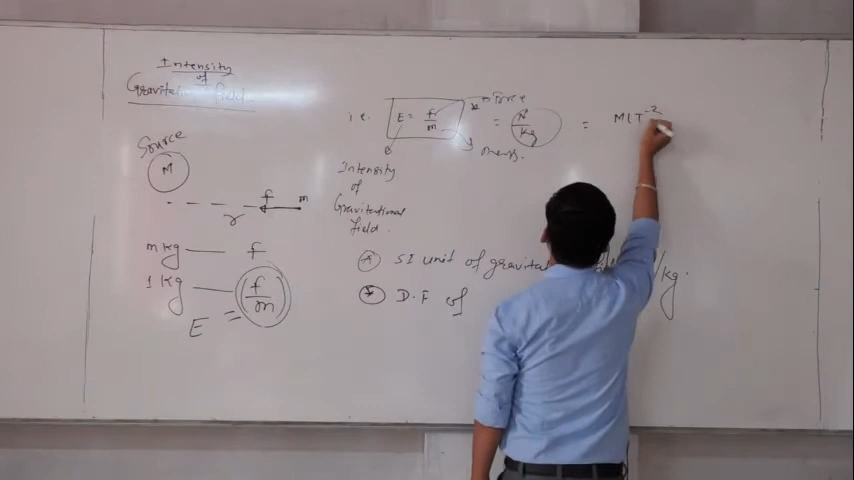 Intensity
of
Gravitational Field
Source
M
f m
r
m kg — f
1 kg — f/m
E =
i.e. E = f/m = N/kg = MLT⁻²
force
mass.
Intensity
of
Gravitational
field.
SI unit of /kg.
D.F of